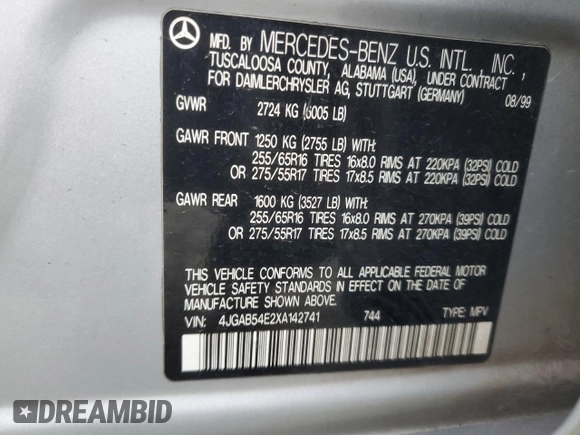 MFD. BY MERCEDES-BENZ U.S. INTL., INC.,
TUSCALOOSA COUNTY, ALABAMA (USA), UNDER CONTRACT
FOR DAIMLERCHRYSLER AG, STUTTGART (GERMANY)
08/99
GVWR 2724 KG (6005 LB)
GAWR FRONT 1250 KG (2755 LB) WITH:
255/65R16 TIRES 16x8.0 RIMS AT 220KPA (32PSI) COLD
OR 275/55R17 TIRES 17x8.5 RIMS AT 220KPA (32PSI) COLD
GAWR REAR 1600 KG (3527 LB) WITH:
255/65R16 TIRES 16x8.0 RIMS AT 270KPA (39PSI) COLD
OR 275/55R17 TIRES 17x8.5 RIMS AT 270KPA (39PSI) COLD
THIS VEHICLE CONFORMS TO ALL APPLICABLE FEDERAL MOTOR
VEHICLE SAFETY STANDARDS IN EFFECT ON THE DATE OF
MANUFACTURE SHOWN ABOVE.
VIN: 4JGAB54E2XA142741 744 TYPE: MPV
DREAMBID